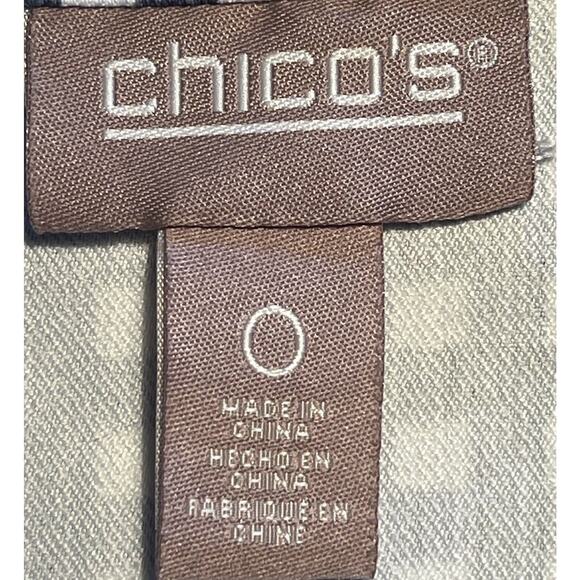 chico's®
0
MADE IN
CHINA
HECHO EN
CHINA
FABRIQUÉ EN
CHINE